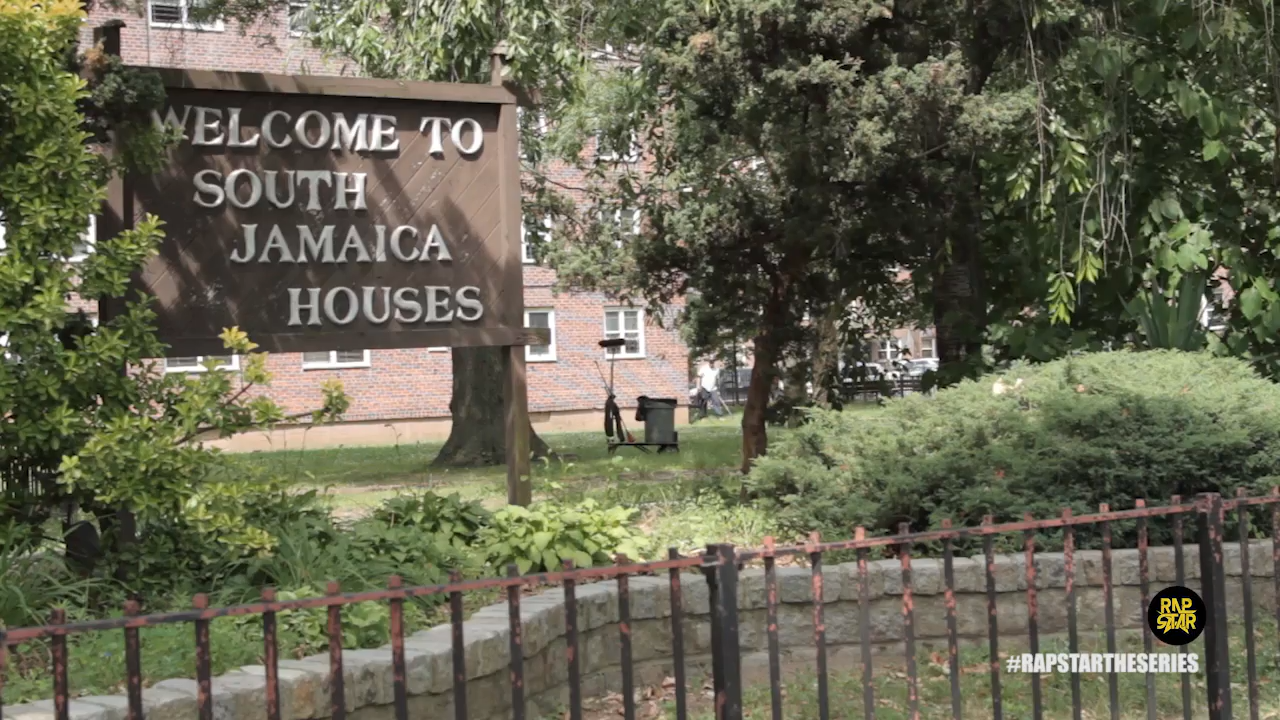 WELCOME TO
SOUTH
JAMAICA
HOUSES
RAP
STAR
#RAPSTARTHESERIES